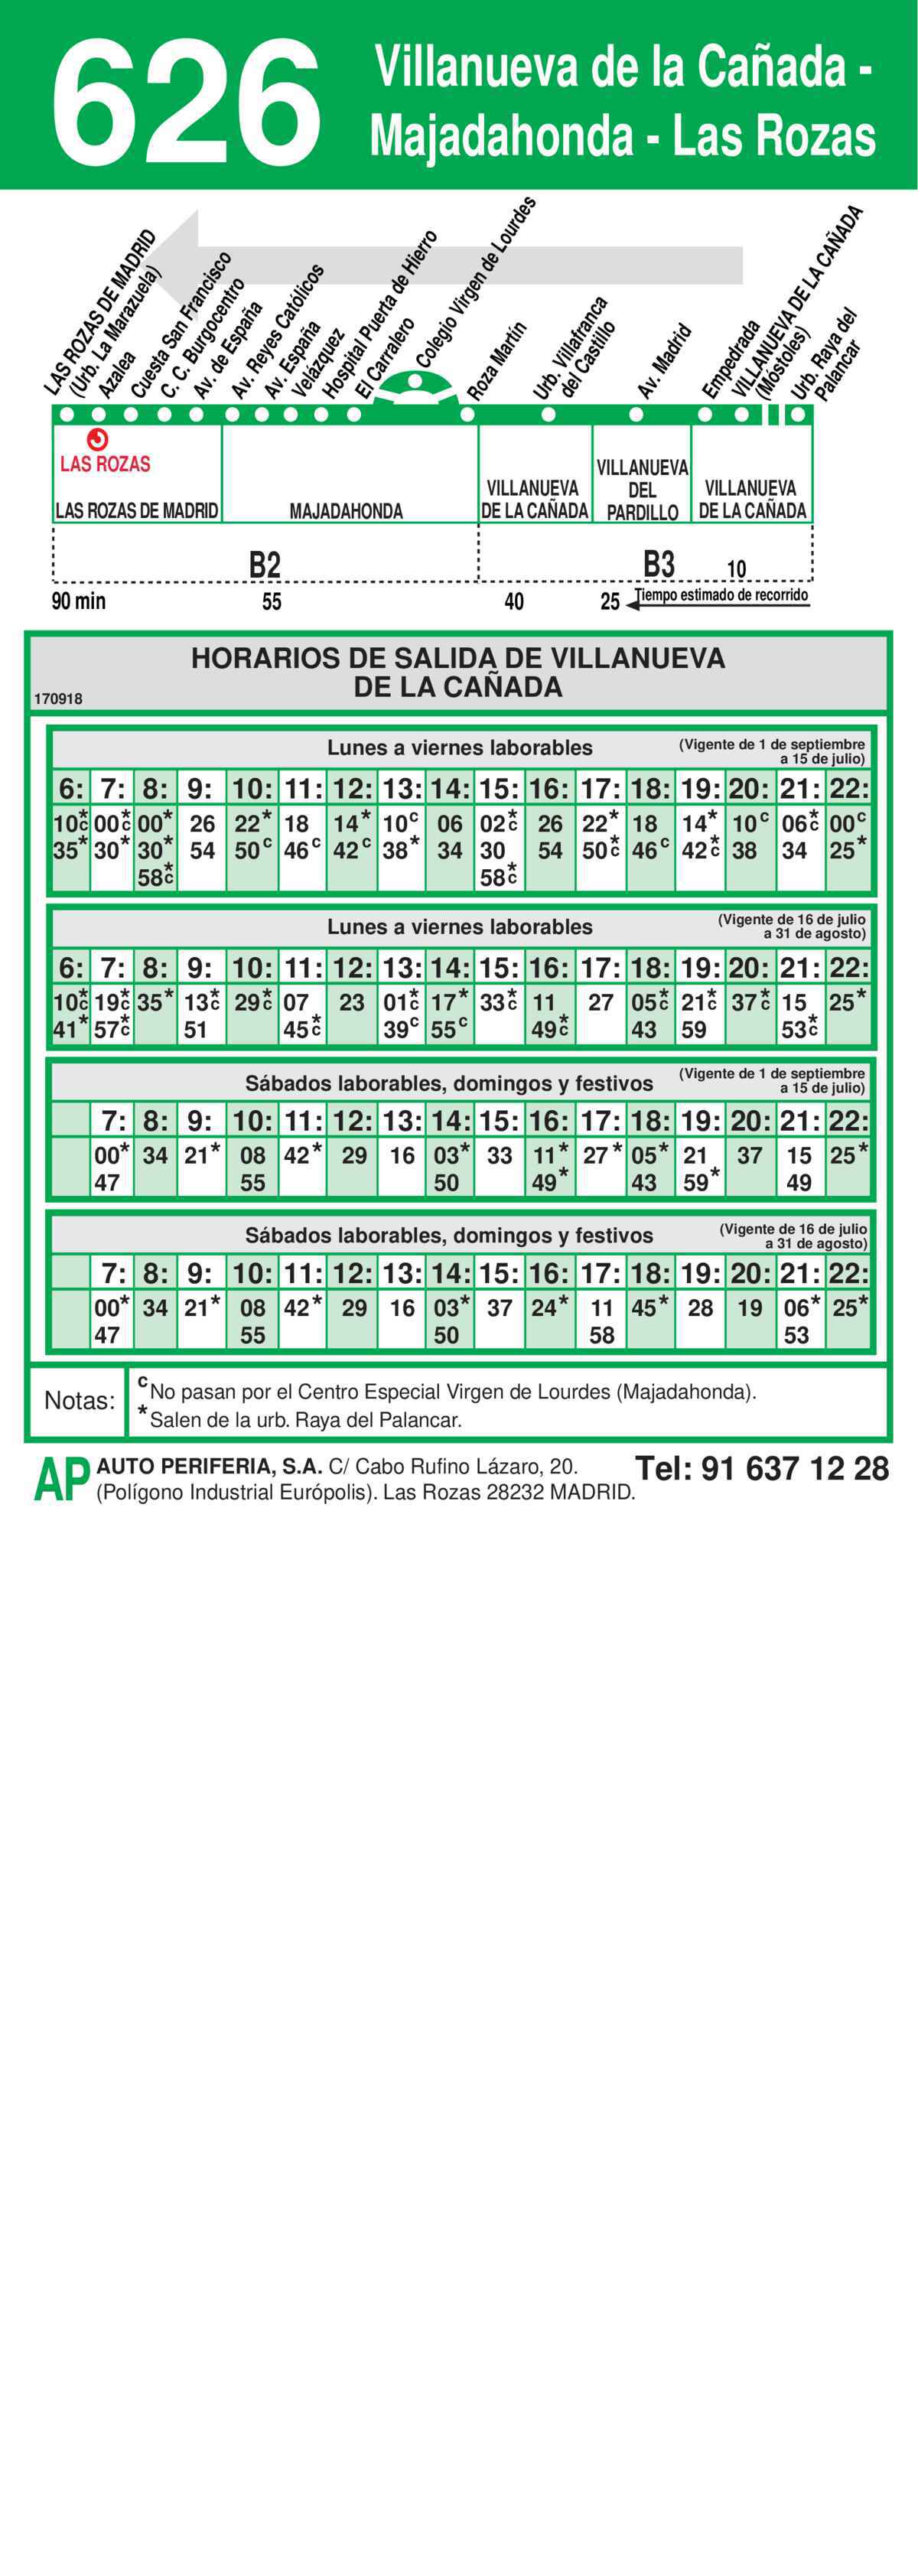 626
Villanueva de la Cañada -
Majadahonda - Las Rozas
LAS ROZAS DE MADRID
(Urb. La Marazuela)
Azalea
Cuesta San Francisco
C. C. Burgocentro
Av. de España
Av. Reyes Católicos
Av. España
Velázquez
Hospital Puerta de Hierro
El Carralero
Colegio Virgen de Lourdes
Roza Martín
Urb. Villafranca
del Castillo
Av. Madrid
Empedrada
VILLANUEVA DE LA CAÑADA
(Móstoles)
Urb. Raya del
Palancar
LAS ROZAS
LAS ROZAS DE MADRID
MAJADAHONDA
VILLANUEVA
DE LA CAÑADA
VILLANUEVA
DEL
PARDILLO
VILLANUEVA
DE LA CAÑADA
B2 B3 10
90 min 55 40 25 Tiempo estimado de recorrido
HORARIOS DE SALIDA DE VILLANUEVA
DE LA CAÑADA
170918
Lunes a viernes laborables (Vigente de 1 de septiembre
a 15 de julio)
6: 7: 8: 9: 10: 11: 12: 13: 14: 15: 16: 17: 18: 19: 20: 21: 22:
10*c 00*c 00* 26 22* 18 14* 10c 06 02*c 26 22* 18 14* 10c 06*c 00c
35* 30* 30* 54 50c 46c 42c 38* 34 30 54 50*c 46c 42*c 38 34 25*
58*c 58*c
Lunes a viernes laborables (Vigente de 16 de julio
a 31 de agosto)
6: 7: 8: 9: 10: 11: 12: 13: 14: 15: 16: 17: 18: 19: 20: 21: 22:
10*c 19*c 35* 13*c 29*c 07 23 01*c 17* 33*c 11 27 05*c 21*c 37*c 15 25*
41* 57*c 51 45*c 39c 55c 49*c 43 59 53*c
Sábados laborables, domingos y festivos (Vigente de 1 de septiembre
a 15 de julio)
7: 8: 9: 10: 11: 12: 13: 14: 15: 16: 17: 18: 19: 20: 21: 22:
00* 34 21* 08 42* 29 16 03* 33 11* 27* 05* 21 37 15 25*
47 55 50 49* 43 59* 49
Sábados laborables, domingos y festivos (Vigente de 16 de julio
a 31 de agosto)
7: 8: 9: 10: 11: 12: 13: 14: 15: 16: 17: 18: 19: 20: 21: 22:
00* 34 21* 08 42* 29 16 03* 37 24* 11 45* 28 19 06* 25*
47 55 50 58 53
Notas:
c No pasan por el Centro Especial Virgen de Lourdes (Majadahonda).
* Salen de la urb. Raya del Palancar.
AP AUTO PERIFERIA, S.A. C/ Cabo Rufino Lázaro, 20.
(Polígono Industrial Európolis). Las Rozas 28232 MADRID.
Tel: 91 637 12 28